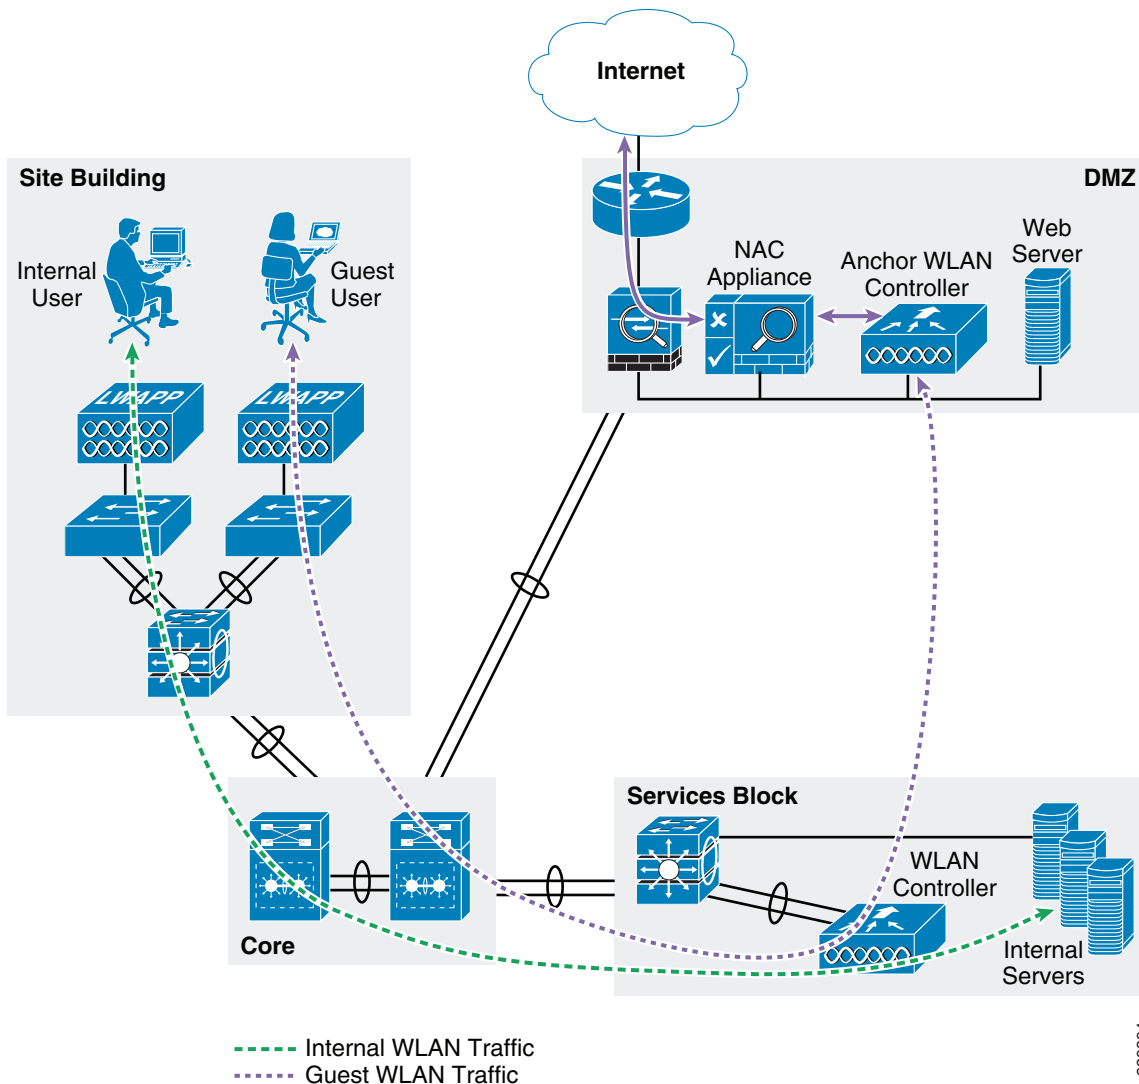 Internet
Site Building
DMZ
Internal
User
Guest
User
NAC
Appliance
Anchor WLAN
Controller
Web
Server
LWAPP
LWAPP
Services Block
WLAN
Controller
Core
Internal
Servers
Internal WLAN Traffic
Guest WLAN Traffic